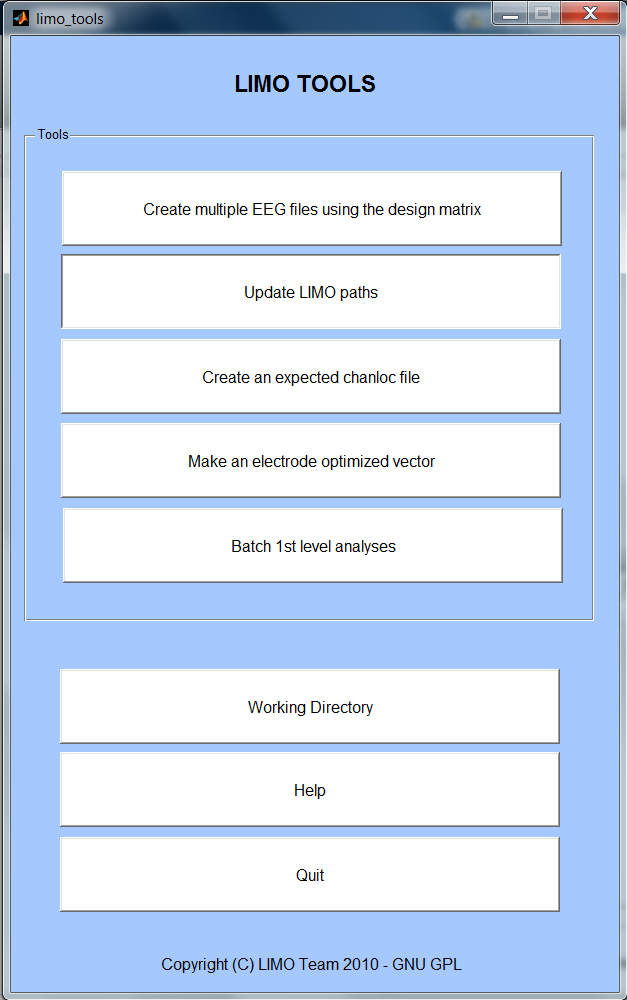 limo_tools
LIMO TOOLS
Tools
Create multiple EEG files using the design matrix
Update LIMO paths
Create an expected chanloc file
Make an electrode optimized vector
Batch 1st level analyses
Working Directory
Help
Quit
Copyright (C) LIMO Team 2010 - GNU GPL